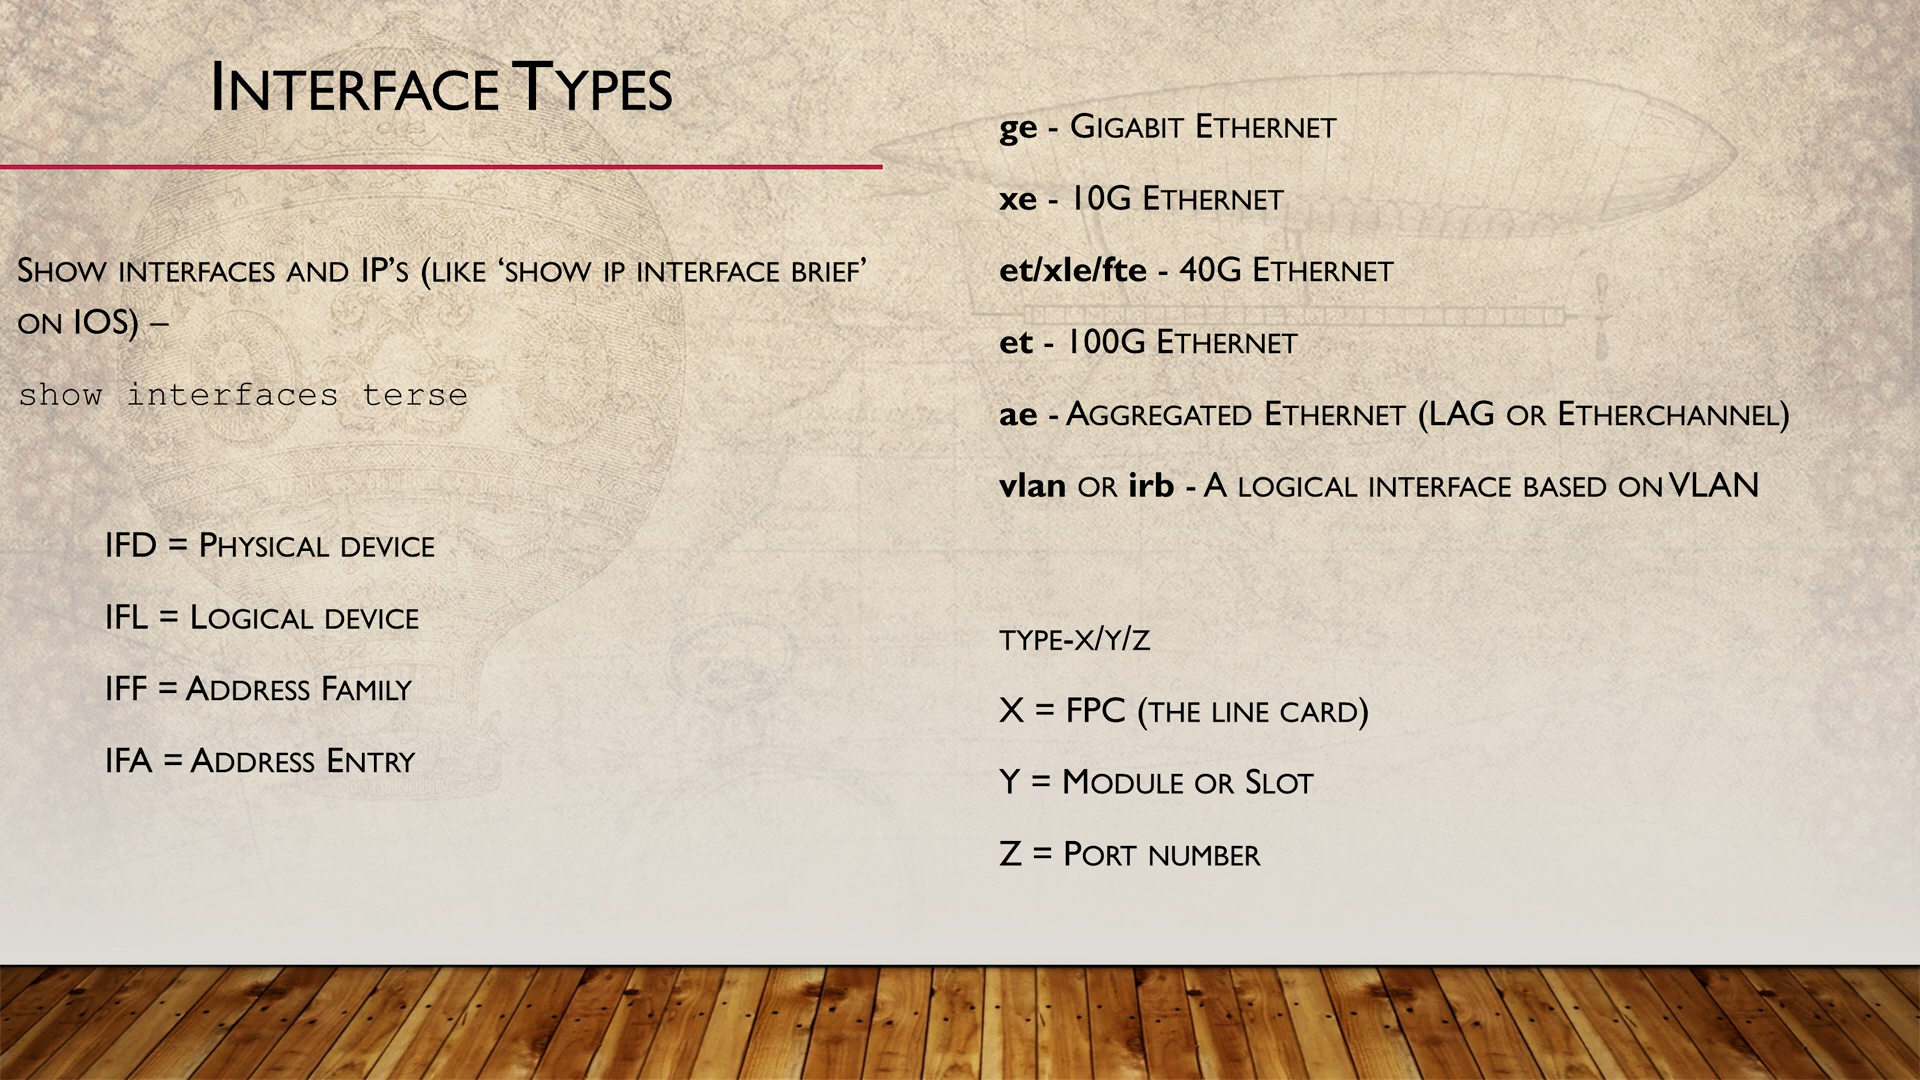 Interface Types
Show interfaces and IP’s (like ‘show ip interface brief’
on IOS) –
show interfaces terse
IFD = Physical device
IFL = Logical device
IFF = Address Family
IFA = Address Entry
ge - Gigabit Ethernet
xe - 10G Ethernet
et/xle/fte - 40G Ethernet
et - 100G Ethernet
ae - Aggregated Ethernet (LAG or Etherchannel)
vlan or irb - A logical interface based on VLAN
type-x/y/z
X = FPC (the line card)
Y = Module or Slot
Z = Port number